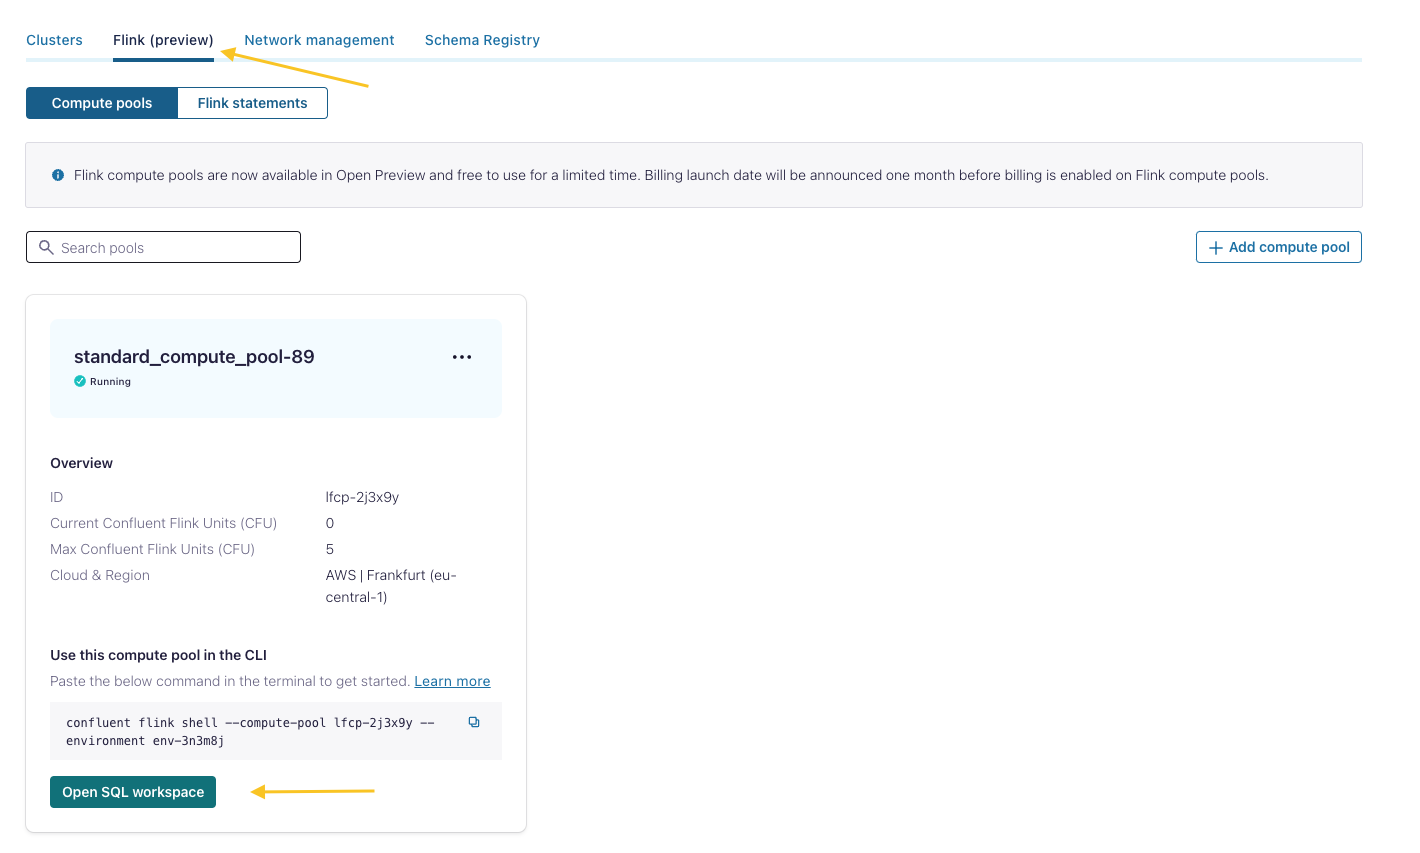 Clusters
Flink (preview)
Network management
Schema Registry
Compute pools
Flink statements
Flink compute pools are now available in Open Preview and free to use for a limited time. Billing launch date will be announced one month before billing is enabled on Flink compute pools.
Search pools
Add compute pool
standard_compute_pool-89
Running
Overview
ID lfcp-2j3x9y
Current Confluent Flink Units (CFU) 0
Max Confluent Flink Units (CFU) 5
Cloud & Region AWS | Frankfurt (eu-
central-1)
Use this compute pool in the CLI
Paste the below command in the terminal to get started. Learn more
confluent flink shell --compute-pool lfcp-2j3x9y --
environment env-3n3m8j
Open SQL workspace